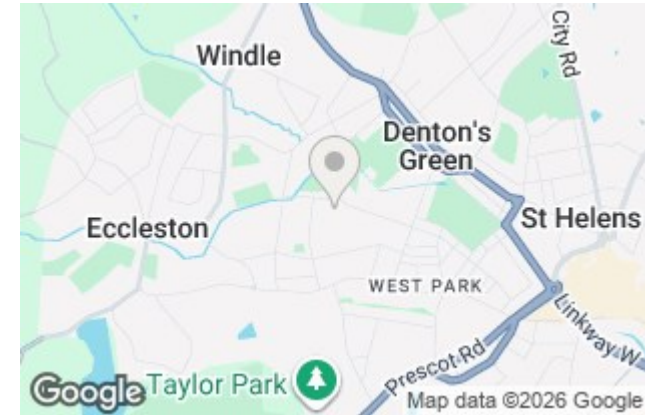 City Rd
Windle
Denton's
Green
Eccleston
St Helens
WEST PARK
Linkway W
Prescot Rd
Taylor Park
Google
Map data ©2026 Google